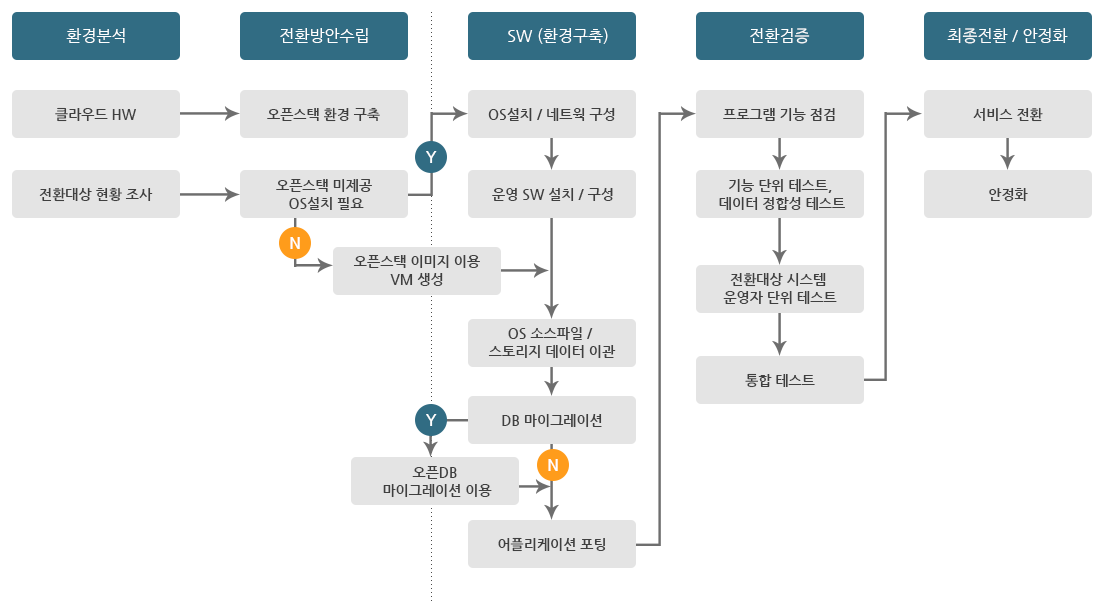 환경분석
전환방안수립
SW (환경구축)
전환검증
최종전환 / 안정화
클라우드 HW
오픈스택 환경 구축
OS설치 / 네트웍 구성
프로그램 기능 점검
서비스 전환
Y
전환대상 현황 조사
오픈스택 미제공
OS설치 필요
운영 SW 설치 / 구성
기능 단위 테스트,
데이터 정합성 테스트
안정화
N
오픈스택 이미지 이용
VM 생성
전환대상 시스템
운영자 단위 테스트
OS 소스파일 /
스토리지 데이터 이관
통합 테스트
Y
DB 마이그레이션
N
오픈DB
마이그레이션 이용
어플리케이션 포팅